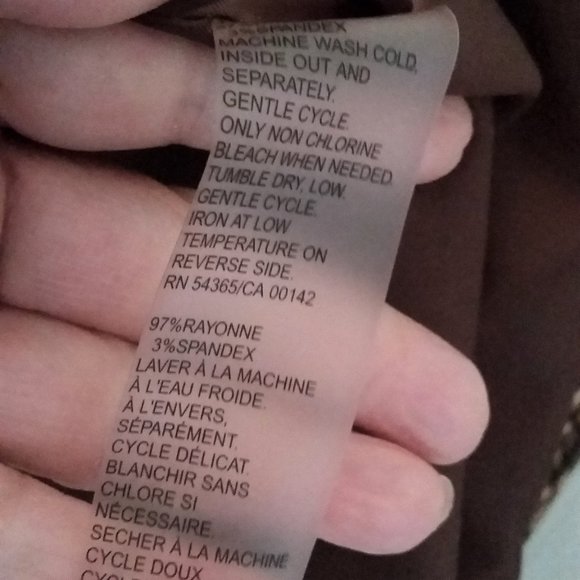 3%SPANDEX
MACHINE WASH COLD,
INSIDE OUT AND
SEPARATELY.
GENTLE CYCLE.
ONLY NON CHLORINE
BLEACH WHEN NEEDED.
TUMBLE DRY, LOW.
GENTLE CYCLE.
IRON AT LOW
TEMPERATURE ON
REVERSE SIDE.
RN 54365/CA 00142
97%RAYONNE
3%SPANDEX
LAVER À LA MACHINE
À L'EAU FROIDE.
À L'ENVERS,
SÉPARÉMENT.
CYCLE DÉLICAT.
BLANCHIR SANS
CHLORE SI
NÉCESSAIRE.
SECHER À LA MACHINE
CYCLE DOUX